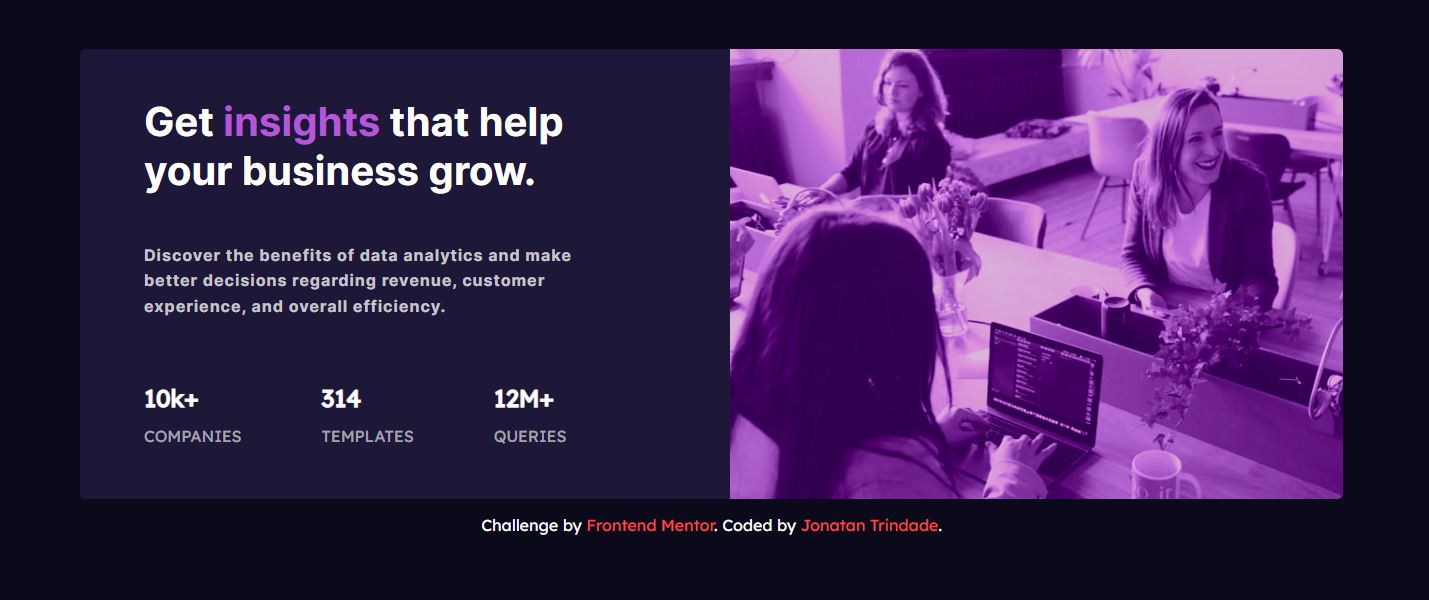 Get insights that help
your business grow.
Discover the benefits of data analytics and make
better decisions regarding revenue, customer
experience, and overall efficiency.
10k+ 314 12M+
COMPANIES TEMPLATES QUERIES
Challenge by Frontend Mentor. Coded by Jonatan Trindade.